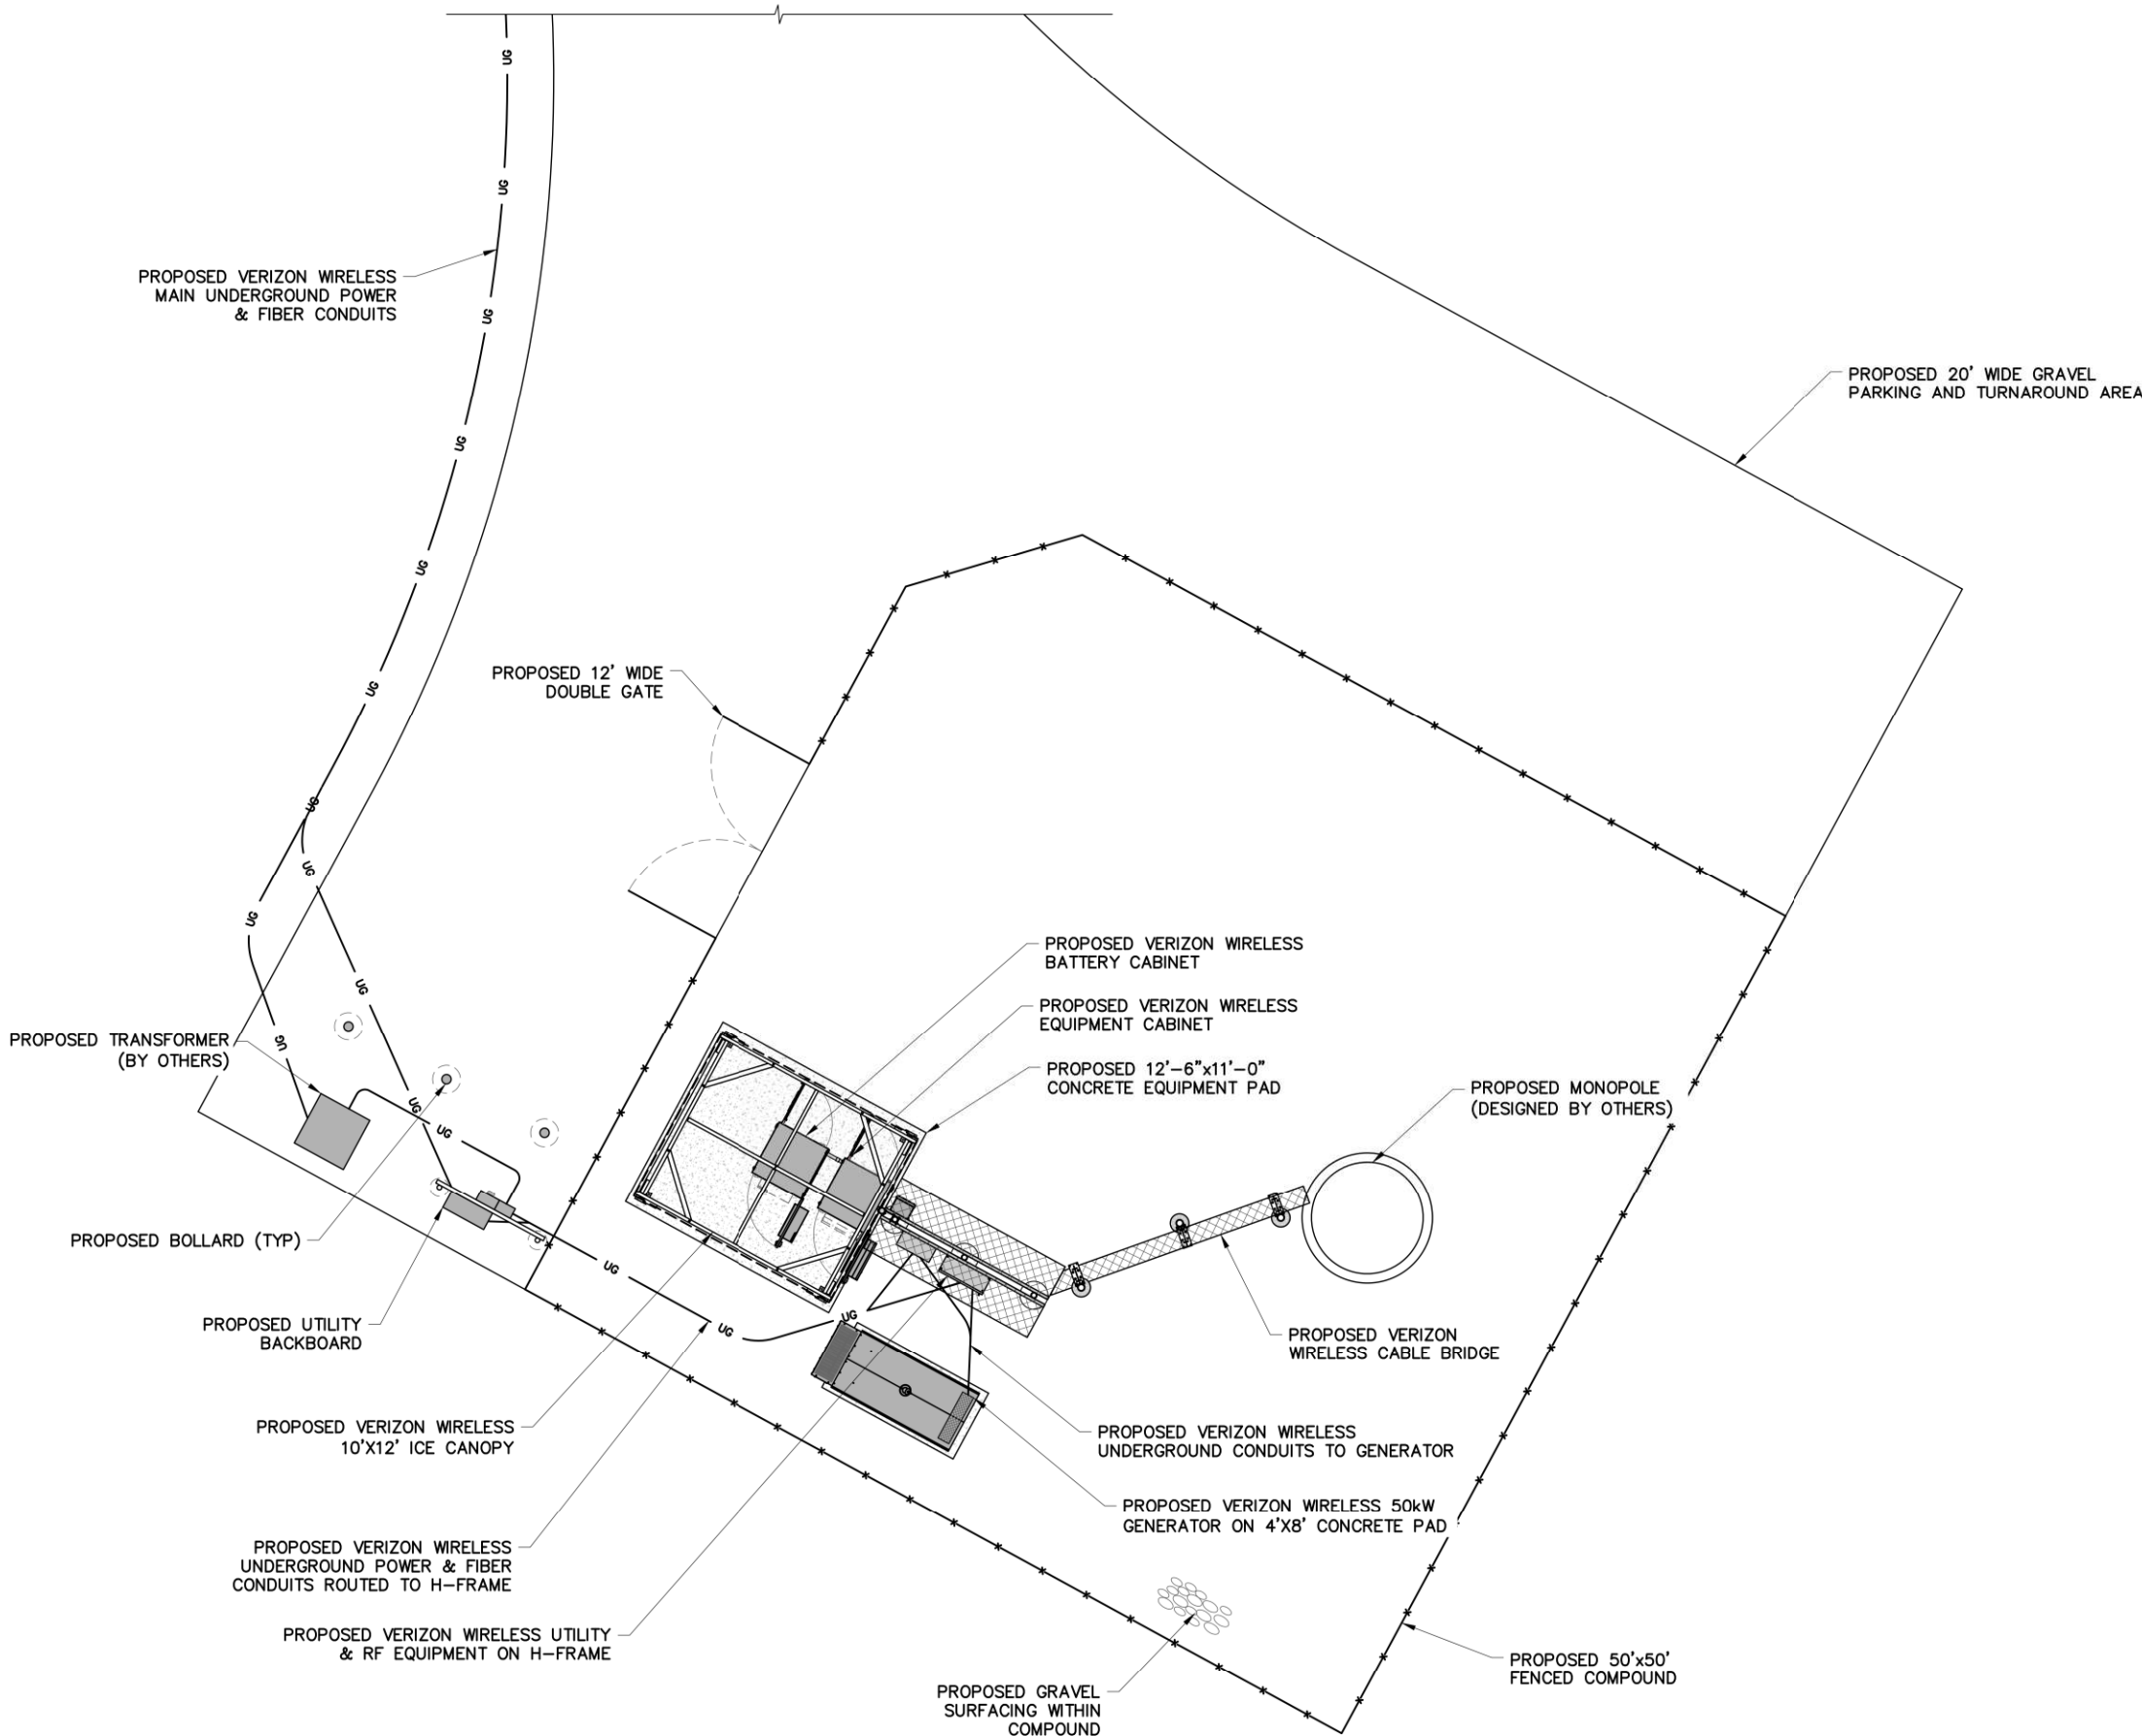 UG
UG
PROPOSED VERIZON WIRELESS
MAIN UNDERGROUND POWER
& FIBER CONDUITS
UG
PROPOSED 20' WIDE GRAVEL
PARKING AND TURNAROUND AREA
UG
UG
PROPOSED 12' WIDE
DOUBLE GATE
UG
UG
UG
UG
PROPOSED VERIZON WIRELESS
BATTERY CABINET
UG
PROPOSED VERIZON WIRELESS
EQUIPMENT CABINET
PROPOSED TRANSFORMER
(BY OTHERS)
UG
PROPOSED 12'-6"x11'-0"
CONCRETE EQUIPMENT PAD
PROPOSED MONOPOLE
(DESIGNED BY OTHERS)
UG
UG
PROPOSED BOLLARD (TYP)
UG
PROPOSED UTILITY
BACKBOARD
UG
UG
PROPOSED VERIZON
WIRELESS CABLE BRIDGE
PROPOSED VERIZON WIRELESS
10'X12' ICE CANOPY
PROPOSED VERIZON WIRELESS
UNDERGROUND CONDUITS TO GENERATOR
PROPOSED VERIZON WIRELESS 50kW
GENERATOR ON 4'X8' CONCRETE PAD
PROPOSED VERIZON WIRELESS
UNDERGROUND POWER & FIBER
CONDUITS ROUTED TO H-FRAME
PROPOSED VERIZON WIRELESS UTILITY
& RF EQUIPMENT ON H-FRAME
PROPOSED 50'x50'
FENCED COMPOUND
PROPOSED GRAVEL
SURFACING WITHIN
COMPOUND